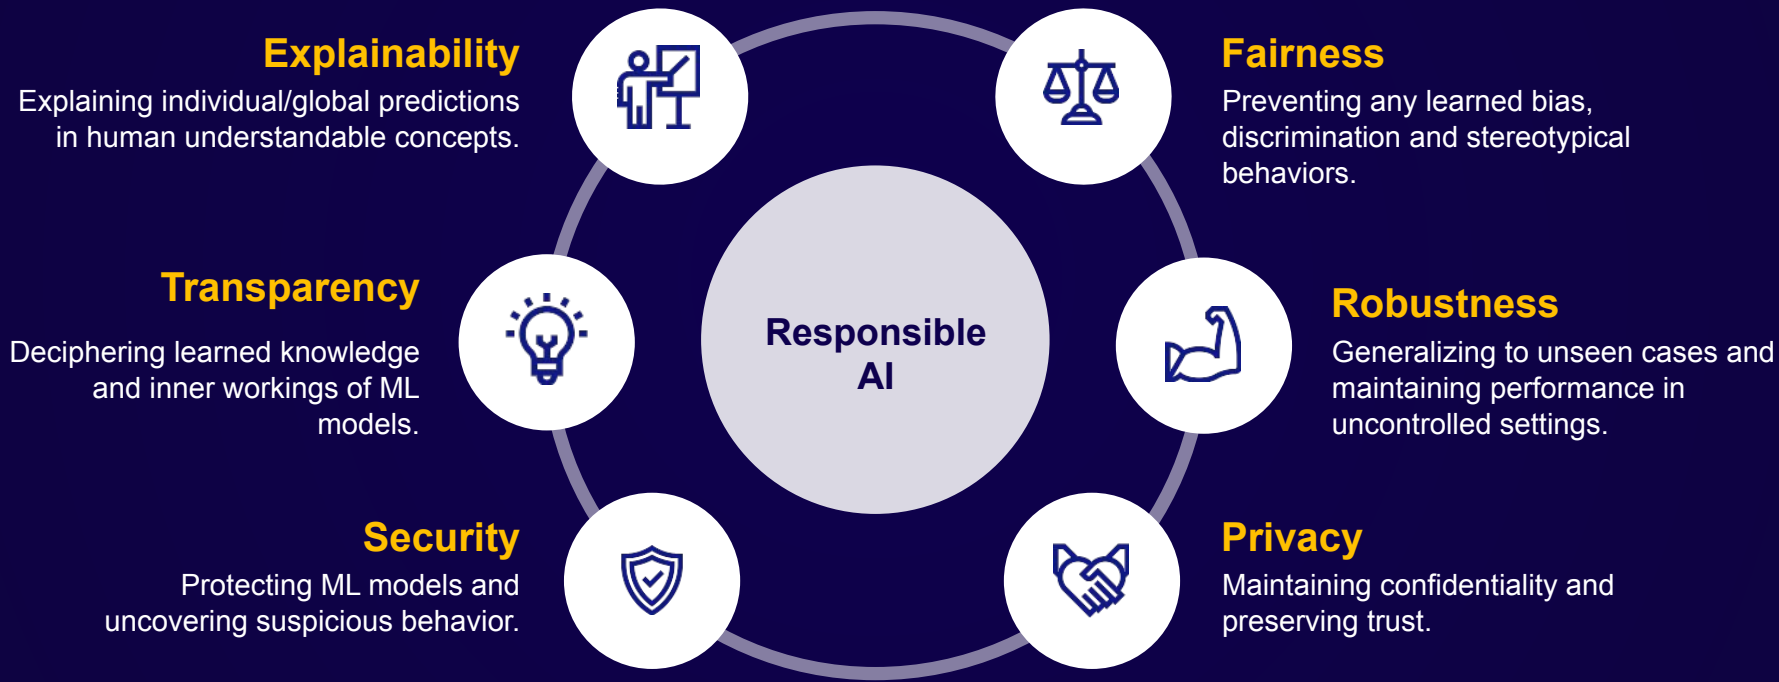 Explainability
Explaining individual/global predictions
in human understandable concepts.
Fairness
Preventing any learned bias,
discrimination and stereotypical
behaviors.
Transparency
Deciphering learned knowledge
and inner workings of ML
models.
Responsible
AI
Robustness
Generalizing to unseen cases and
maintaining performance in
uncontrolled settings.
Security
Protecting ML models and
uncovering suspicious behavior.
Privacy
Maintaining confidentiality and
preserving trust.